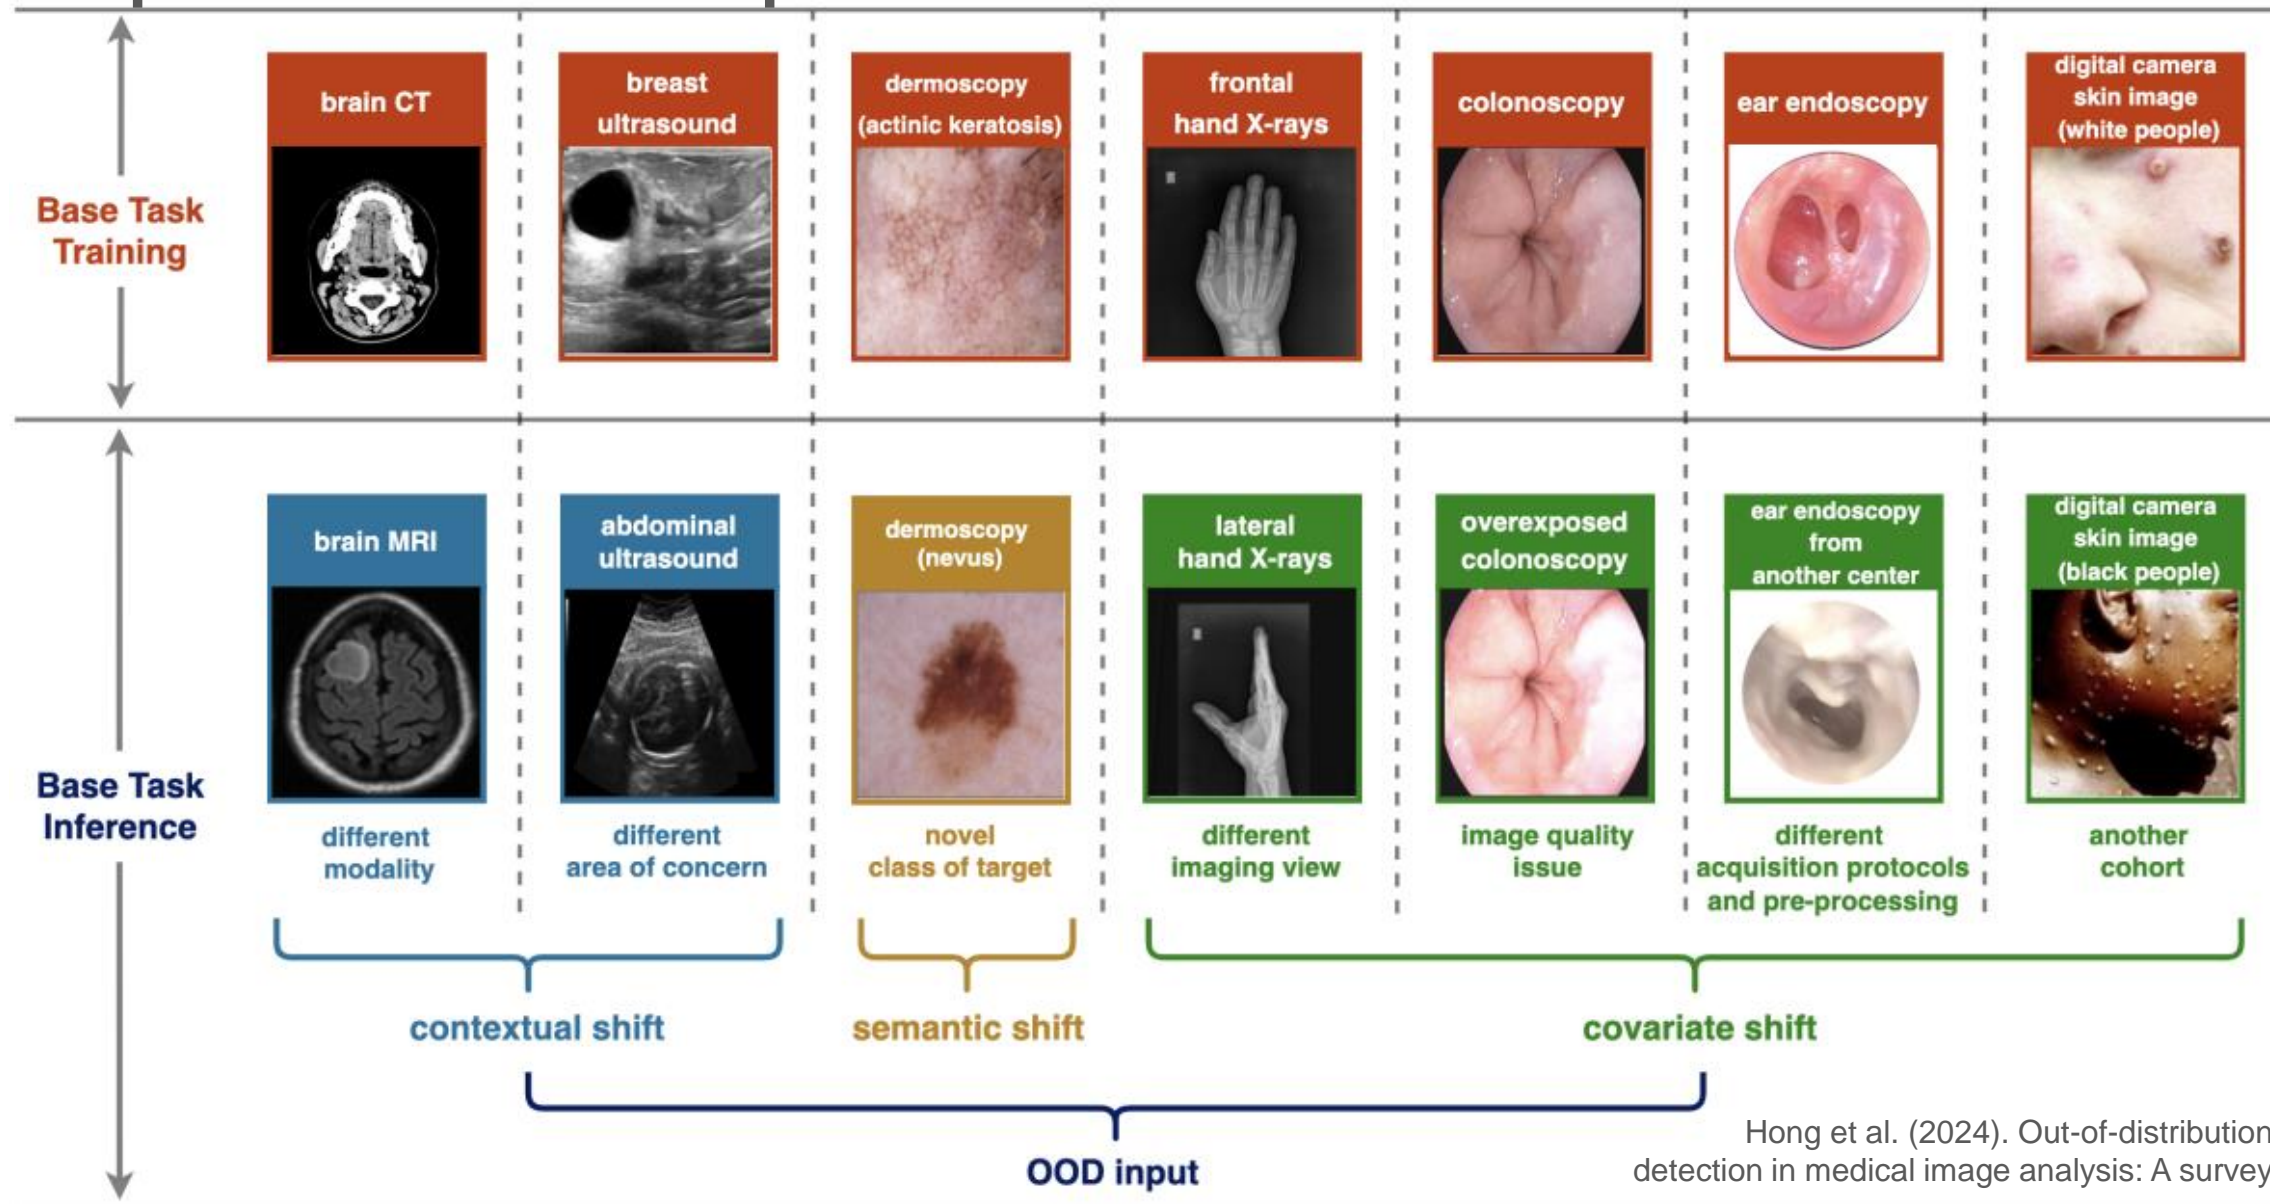 brain CT
breast
ultrasound
dermoscopy
(actinic keratosis)
frontal
hand X-rays
colonoscopy
ear endoscopy
digital camera
skin image
(white people)
Base Task
Training
brain MRI
abdominal
ultrasound
dermoscopy
(nevus)
lateral
hand X-rays
overexposed
colonoscopy
ear endoscopy
from
another center
digital camera
skin image
(black people)
Base Task
Inference
different
modality
different
area of concern
novel
class of target
different
imaging view
image quality
issue
different
acquisition protocols
and pre-processing
another
cohort
contextual shift
semantic shift
covariate shift
OOD input
Hong et al. (2024). Out-of-distribution
detection in medical image analysis: A survey